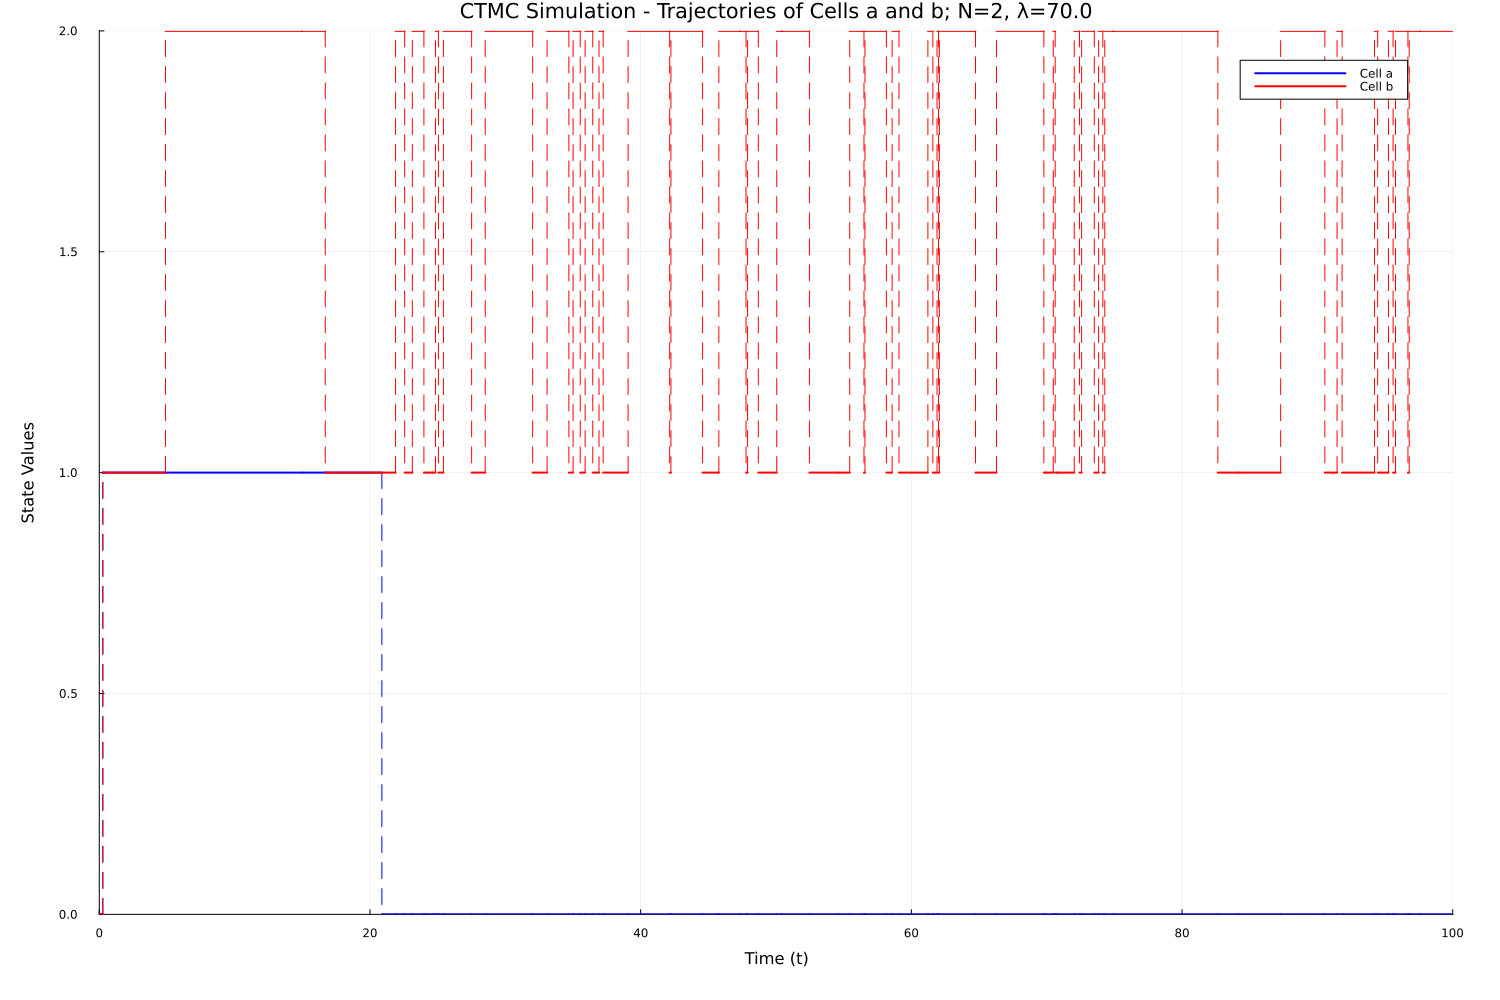 CTMC Simulation - Trajectories of Cells a and b; N=2, λ=70.0
2.0
Cell a
Cell b
1.5
1.0
State Values
0.5
0.0
0 20 40 60 80 100
Time (t)